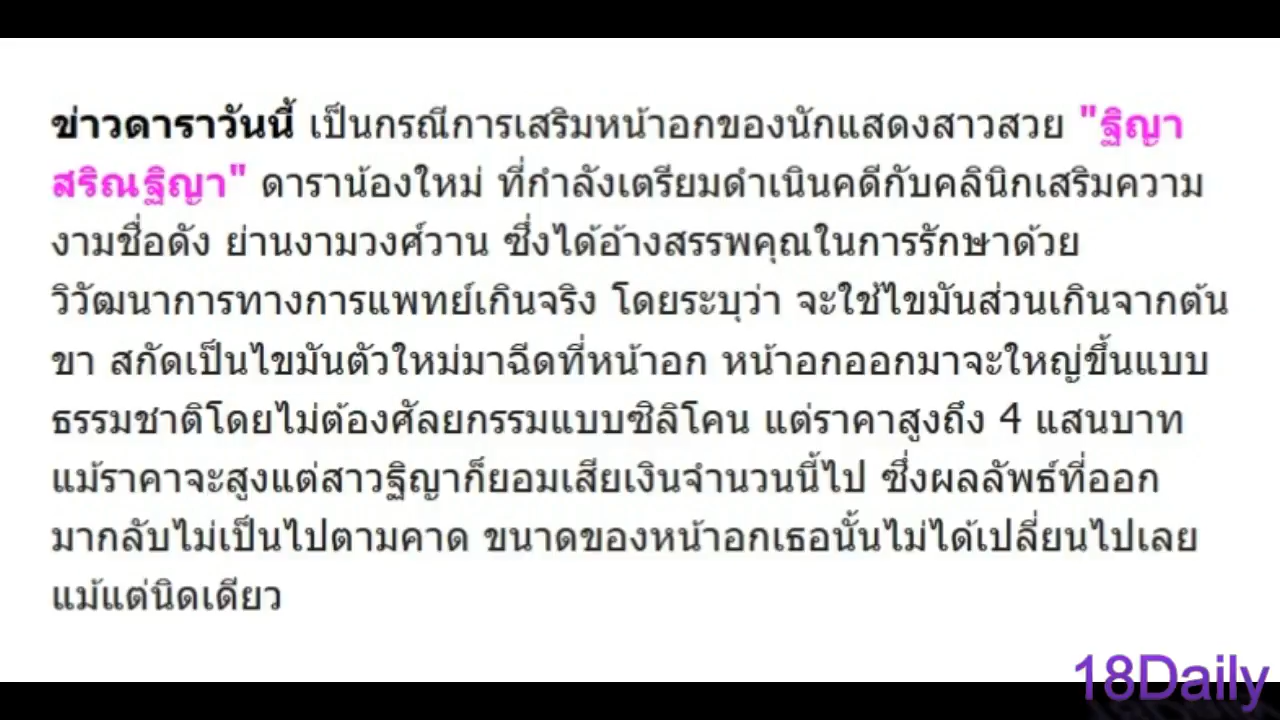 ข่าวดาราวันนี้ เป็นกรณีการเสริมหน้าอกของนักแสดงสาวสวย "ฐิญา
สริณฐิญา" ดาราน้องใหม่ ที่กำลังเตรียมดำเนินคดีกับคลินิกเสริมความ
งามชื่อดัง ย่านงามวงศ์วาน ซึ่งได้อ้างสรรพคุณในการรักษาด้วย
วิวัฒนาการทางการแพทย์เกินจริง โดยระบุว่า จะใช้ไขมันส่วนเกินจากต้น
ขา สกัดเป็นไขมันตัวใหม่มาฉีดที่หน้าอก หน้าอกออกมาจะใหญ่ขึ้นแบบ
ธรรมชาติโดยไม่ต้องศัลยกรรมแบบซิลิโคน แต่ราคาสูงถึง 4 แสนบาท
แม้ราคาจะสูงแต่สาวฐิญาก็ยอมเสียเงินจำนวนนี้ไป ซึ่งผลลัพธ์ที่ออก
มากลับไม่เป็นไปตามคาด ขนาดของหน้าอกเธอนั้นไม่ได้เปลี่ยนไปเลย
แม้แต่นิดเดียว
18Daily